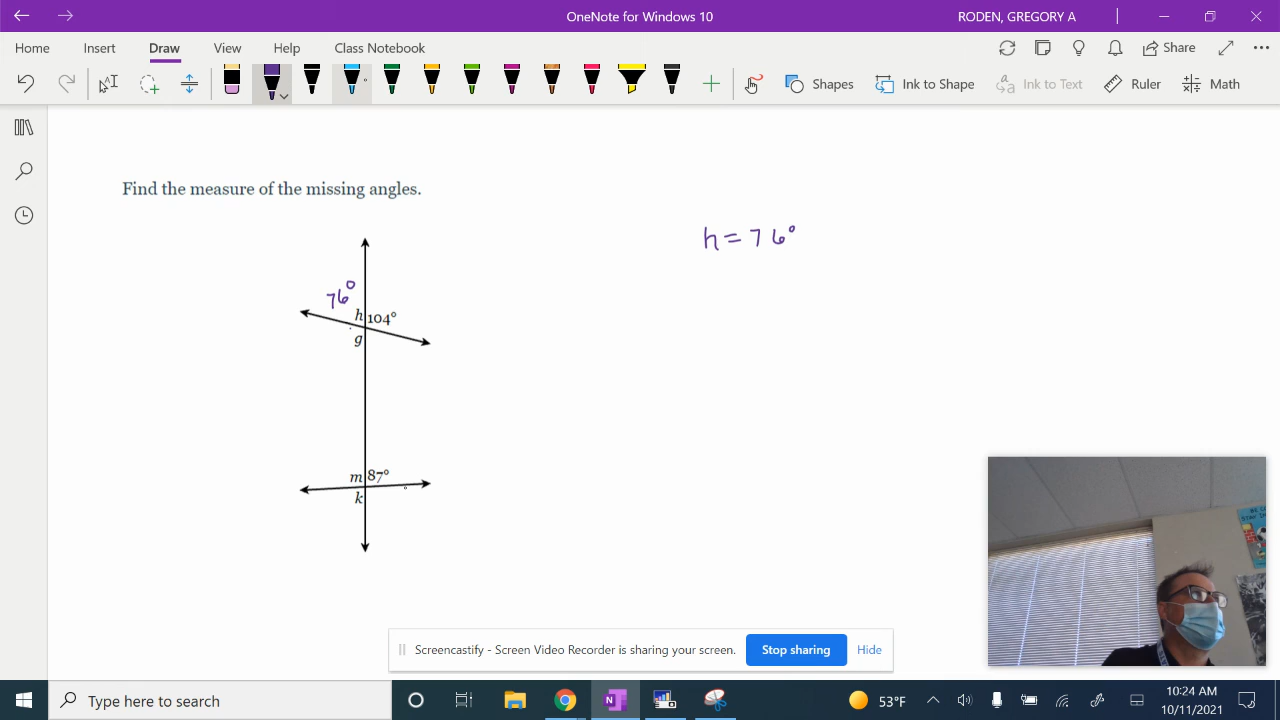 OneNote for Windows 10
RODEN, GREGORY A
Home Insert Draw View Help Class Notebook
Share
Shapes Ink to Shape Ink to Text Ruler Math
Find the measure of the missing angles.
h = 76°
76°
h 104°
g
m 87°
k
Screencastify - Screen Video Recorder is sharing your screen.
Stop sharing
Hide
Type here to search
53°F
10:24 AM
10/11/2021